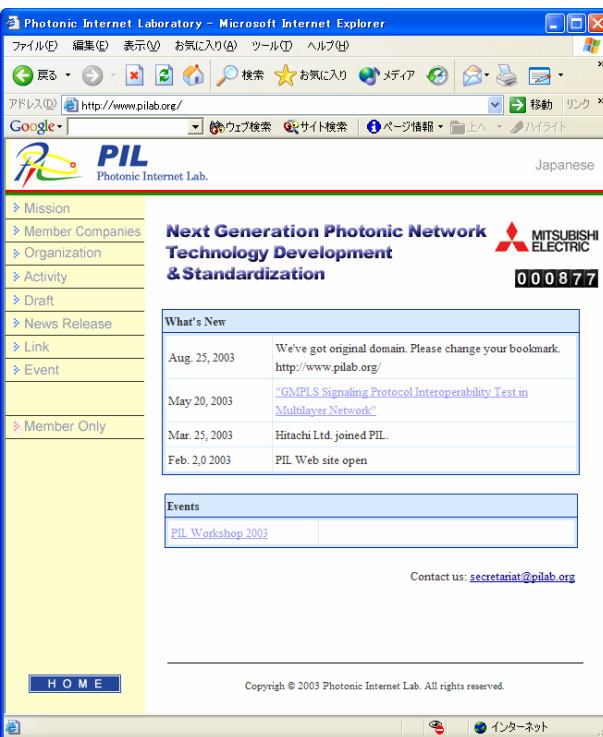 Photonic Internet Laboratory - Microsoft Internet Explorer
ファイル(F) 編集(E) 表示(V) お気に入り(A) ツール(T) ヘルプ(H)
戻る 検索 お気に入り メディア
アドレス(D) http://www.pilab.org/ 移動 リンク »
Google ウェブ検索 サイト検索 ページ情報 上へ ハイライト
PIL
Photonic Internet Lab.
Japanese
Mission
Member Companies
Organization
Activity
Draft
News Release
Link
Event
Member Only
HOME
Next Generation Photonic Network
Technology Development
&Standardization
MITSUBISHI
ELECTRIC
000877
What's New
Aug. 25, 2003 We've got original domain. Please change your bookmark.
http://www.pilab.org/
May 20, 2003 "GMPLS Signaling Protocol Interoperability Test in
Multilayer Network"
Mar. 25, 2003 Hitachi Ltd. joined PIL.
Feb. 2,0 2003 PIL Web site open
Events
PIL Workshop 2003
Contact us: secretariat@pilab.org
Copyrigh © 2003 Photonic Internet Lab. All rights reserved.
インターネット